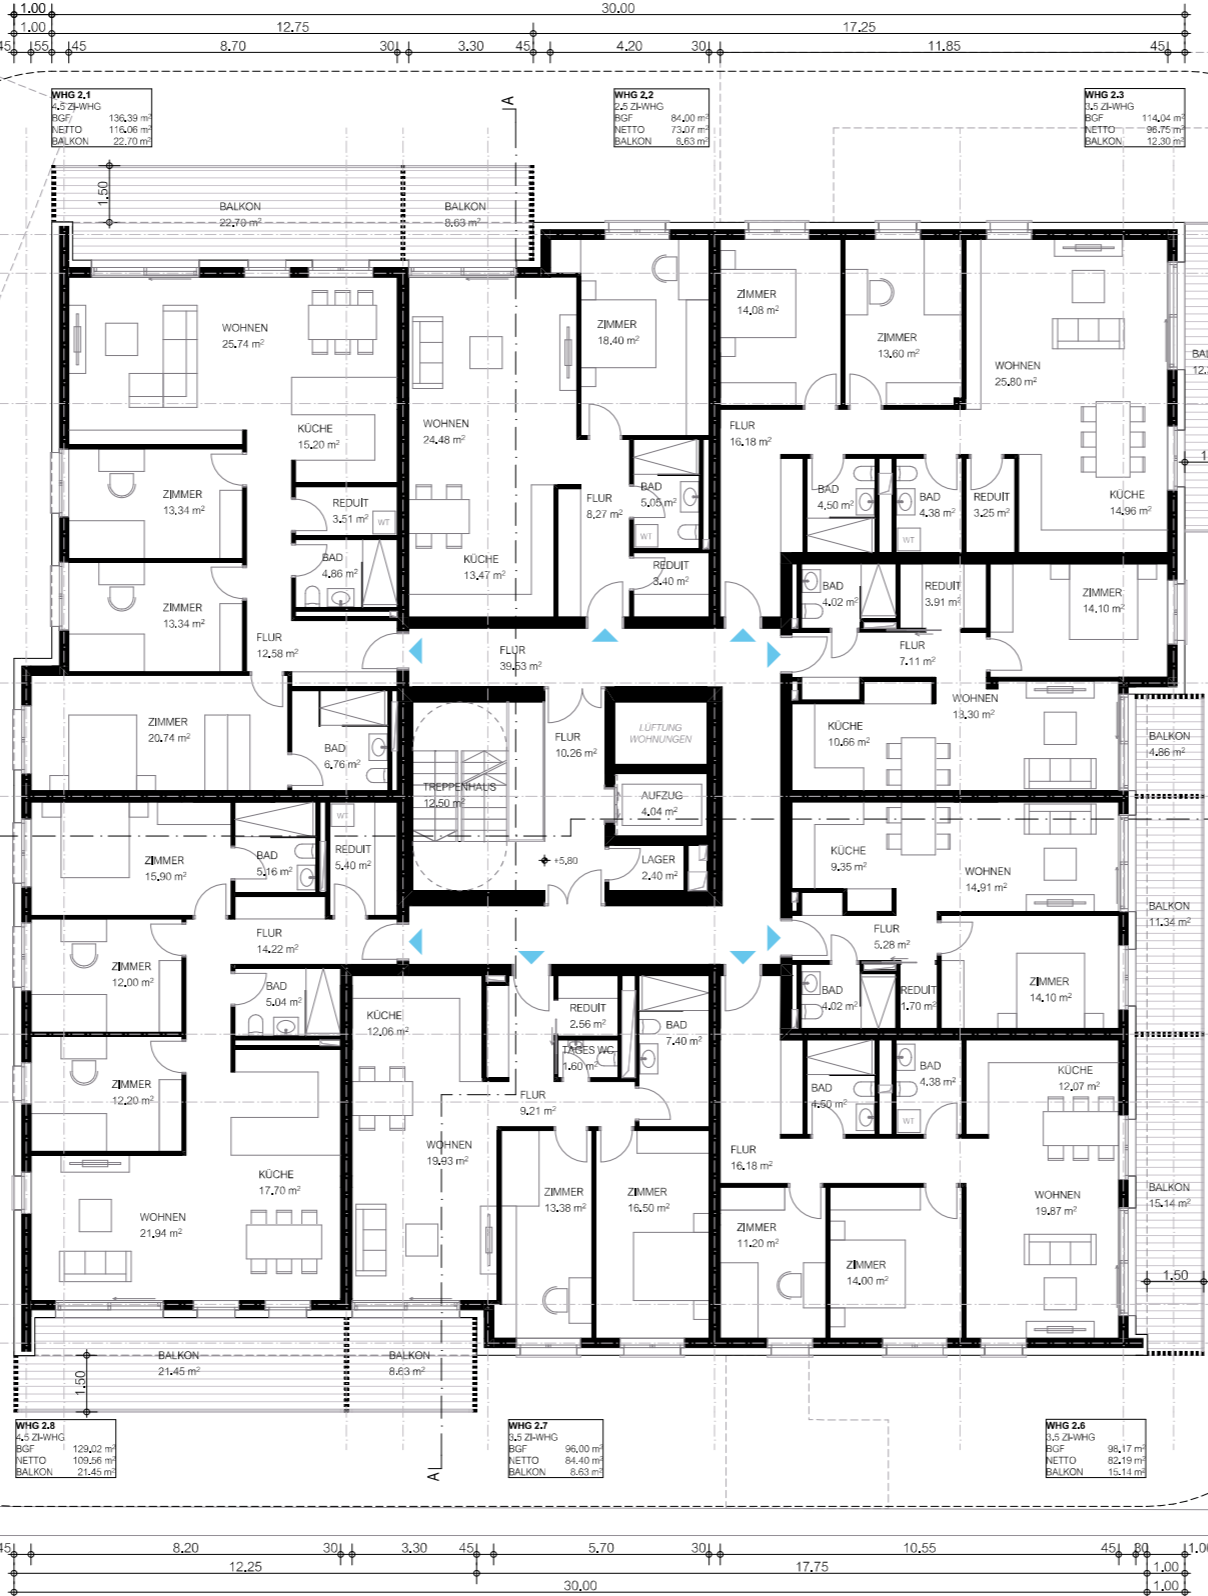 1.00 30.00
1.00 12.75 17.25
45 55 45 8.70 30 3.30 45 4.20 30 11.85 45
WHG 2.1
4.5 ZI-WHG
BGF 136.39 m²
NETTO 116.06 m²
BALKON 22.70 m²
WHG 2.2
2.5 ZI-WHG
BGF 84.00 m²
NETTO 73.07 m²
BALKON 8.63 m²
WHG 2.3
3.5 ZI-WHG
BGF 114.04 m²
NETTO 96.75 m²
BALKON 12.30 m²
A
1.50
BALKON
22.70 m²
BALKON
8.63 m²
WOHNEN
25.74 m²
KÜCHE
15.20 m²
ZIMMER
13.34 m²
REDUIT
3.51 m²
WT
BAD
4.86 m²
ZIMMER
13.34 m²
FLUR
12.58 m²
ZIMMER
20.74 m²
BAD
6.76 m²
WOHNEN
24.48 m²
ZIMMER
18.40 m²
KÜCHE
13.47 m²
FLUR
8.27 m²
BAD
5.05 m²
WT
REDUIT
3.40 m²
ZIMMER
14.08 m²
ZIMMER
13.60 m²
WOHNEN
25.80 m²
FLUR
16.18 m²
BAD
4.50 m²
BAD
4.38 m²
WT
REDUIT
3.25 m²
KÜCHE
14.96 m²
FLUR
39.53 m²
BAD
4.02 m²
REDUIT
3.91 m²
ZIMMER
14.10 m²
FLUR
7.11 m²
WOHNEN
13.30 m²
KÜCHE
10.66 m²
BALKON
4.86 m²
FLUR
10.26 m²
LÜFTUNG
WOHNUNGEN
TREPPENHAUS
12.50 m²
AUFZUG
4.04 m²
+5,80
LAGER
2.40 m²
KÜCHE
9.35 m²
WOHNEN
14.91 m²
BALKON
11.34 m²
FLUR
5.28 m²
BAD
4.02 m²
REDUIT
1.70 m²
ZIMMER
14.10 m²
ZIMMER
15.90 m²
BAD
5.16 m²
WT
REDUIT
5.40 m²
FLUR
14.22 m²
ZIMMER
12.00 m²
BAD
5.04 m²
ZIMMER
12.20 m²
KÜCHE
17.70 m²
WOHNEN
21.94 m²
KÜCHE
12.06 m²
REDUIT
2.56 m²
TAGES WC
1.60 m²
BAD
7.40 m²
FLUR
9.21 m²
WOHNEN
19.93 m²
ZIMMER
13.38 m²
ZIMMER
16.50 m²
BAD
4.50 m²
BAD
4.38 m²
WT
KÜCHE
12.07 m²
FLUR
16.18 m²
ZIMMER
11.20 m²
ZIMMER
14.00 m²
WOHNEN
19.87 m²
BALKON
15.14 m²
1.50
BALKON
21.45 m²
BALKON
8.63 m²
1.50
A
WHG 2.8
4.5 ZI-WHG
BGF 129.02 m²
NETTO 109.56 m²
BALKON 21.45 m²
WHG 2.7
3.5 ZI-WHG
BGF 96.00 m²
NETTO 84.40 m²
BALKON 8.63 m²
WHG 2.6
3.5 ZI-WHG
BGF 98.17 m²
NETTO 82.19 m²
BALKON 15.14 m²
45 8.20 30 3.30 45 5.70 30 10.55 45 80 1.00
12.25 17.75 1.00
30.00 1.00